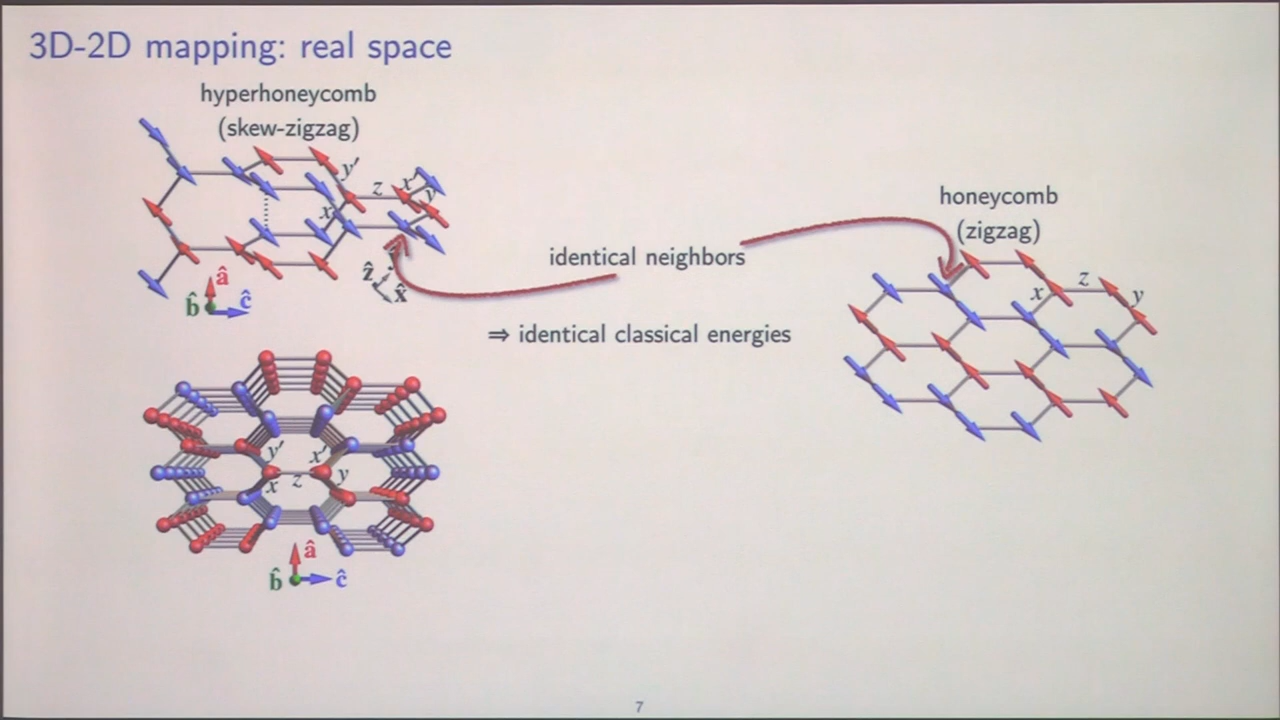 3D-2D mapping: real space
hyperhoneycomb
(skew-zigzag)
y′
z
x′
y
x
ẑ
x̂
â
b̂
ĉ
identical neighbors
⇒ identical classical energies
honeycomb
(zigzag)
x
z
y
y′
x′
x
z
y
â
b̂
ĉ
7